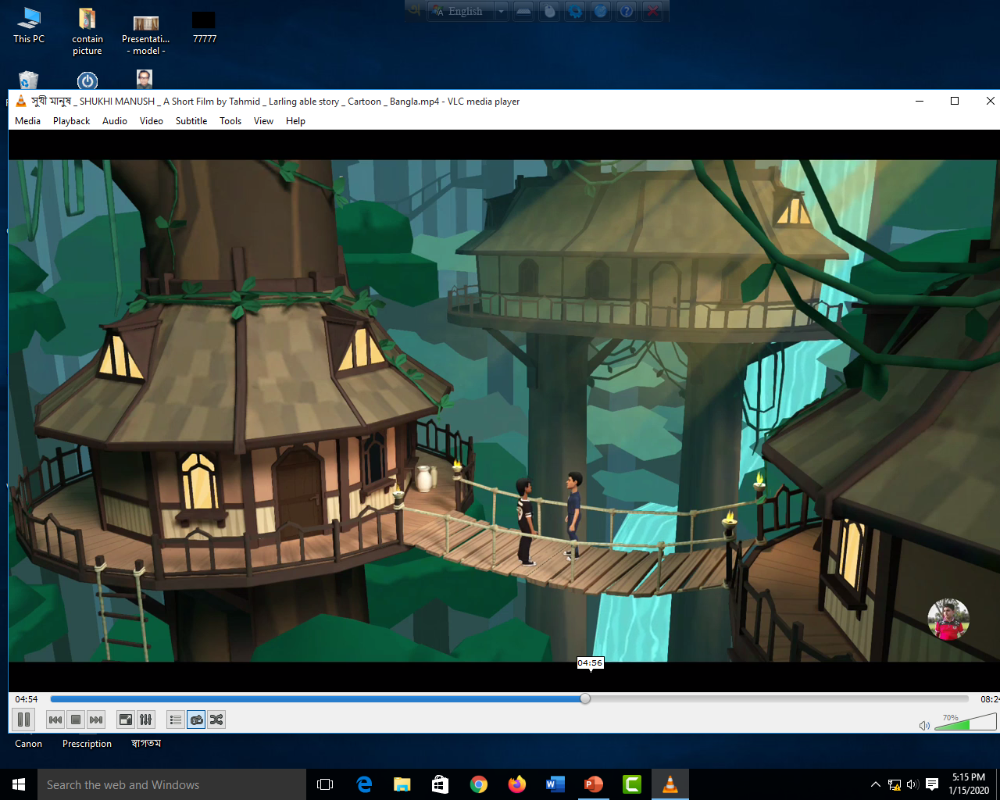 English
This PC
contain
picture
Presentati...
- model -
77777
সুখী মানুষ _ SHUKHI MANUSH _ A Short Film by Tahmid _ Larling able story _ Cartoon _ Bangla.mp4 - VLC media player
Media Playback Audio Video Subtitle Tools View Help
04:56
04:54
08:24
70%
Canon
Prescription
স্বাগতম
Search the web and Windows
5:15 PM
1/15/2020